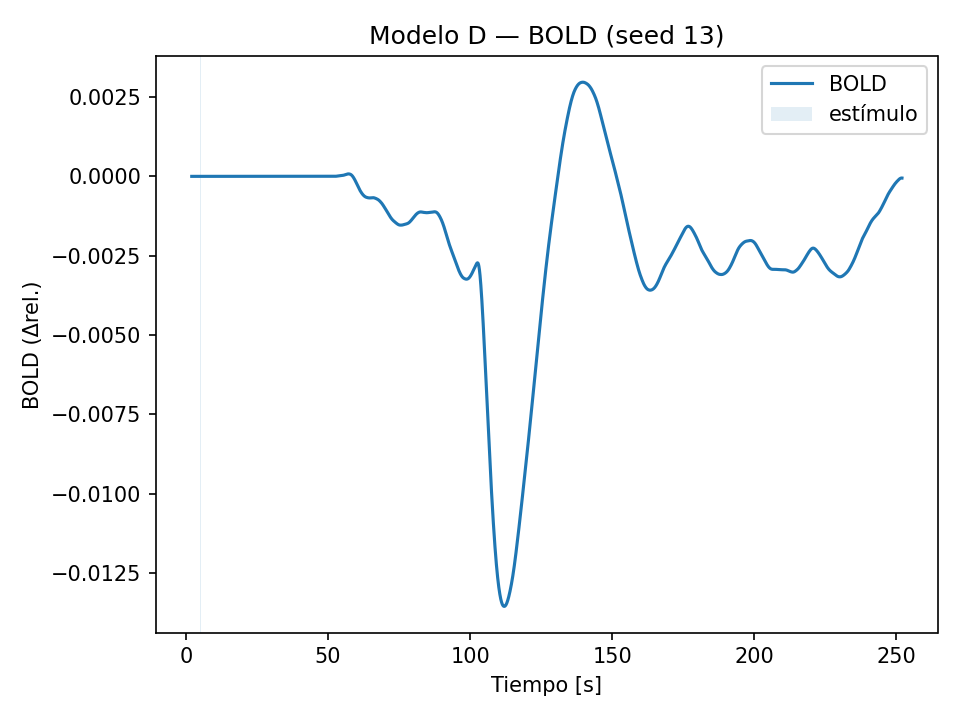 Modelo D — BOLD (seed 13)
BOLD
estímulo
0.0025
0.0000
−0.0025
−0.0050
−0.0075
−0.0100
−0.0125
BOLD (Δrel.)
0 50 100 150 200 250
Tiempo [s]